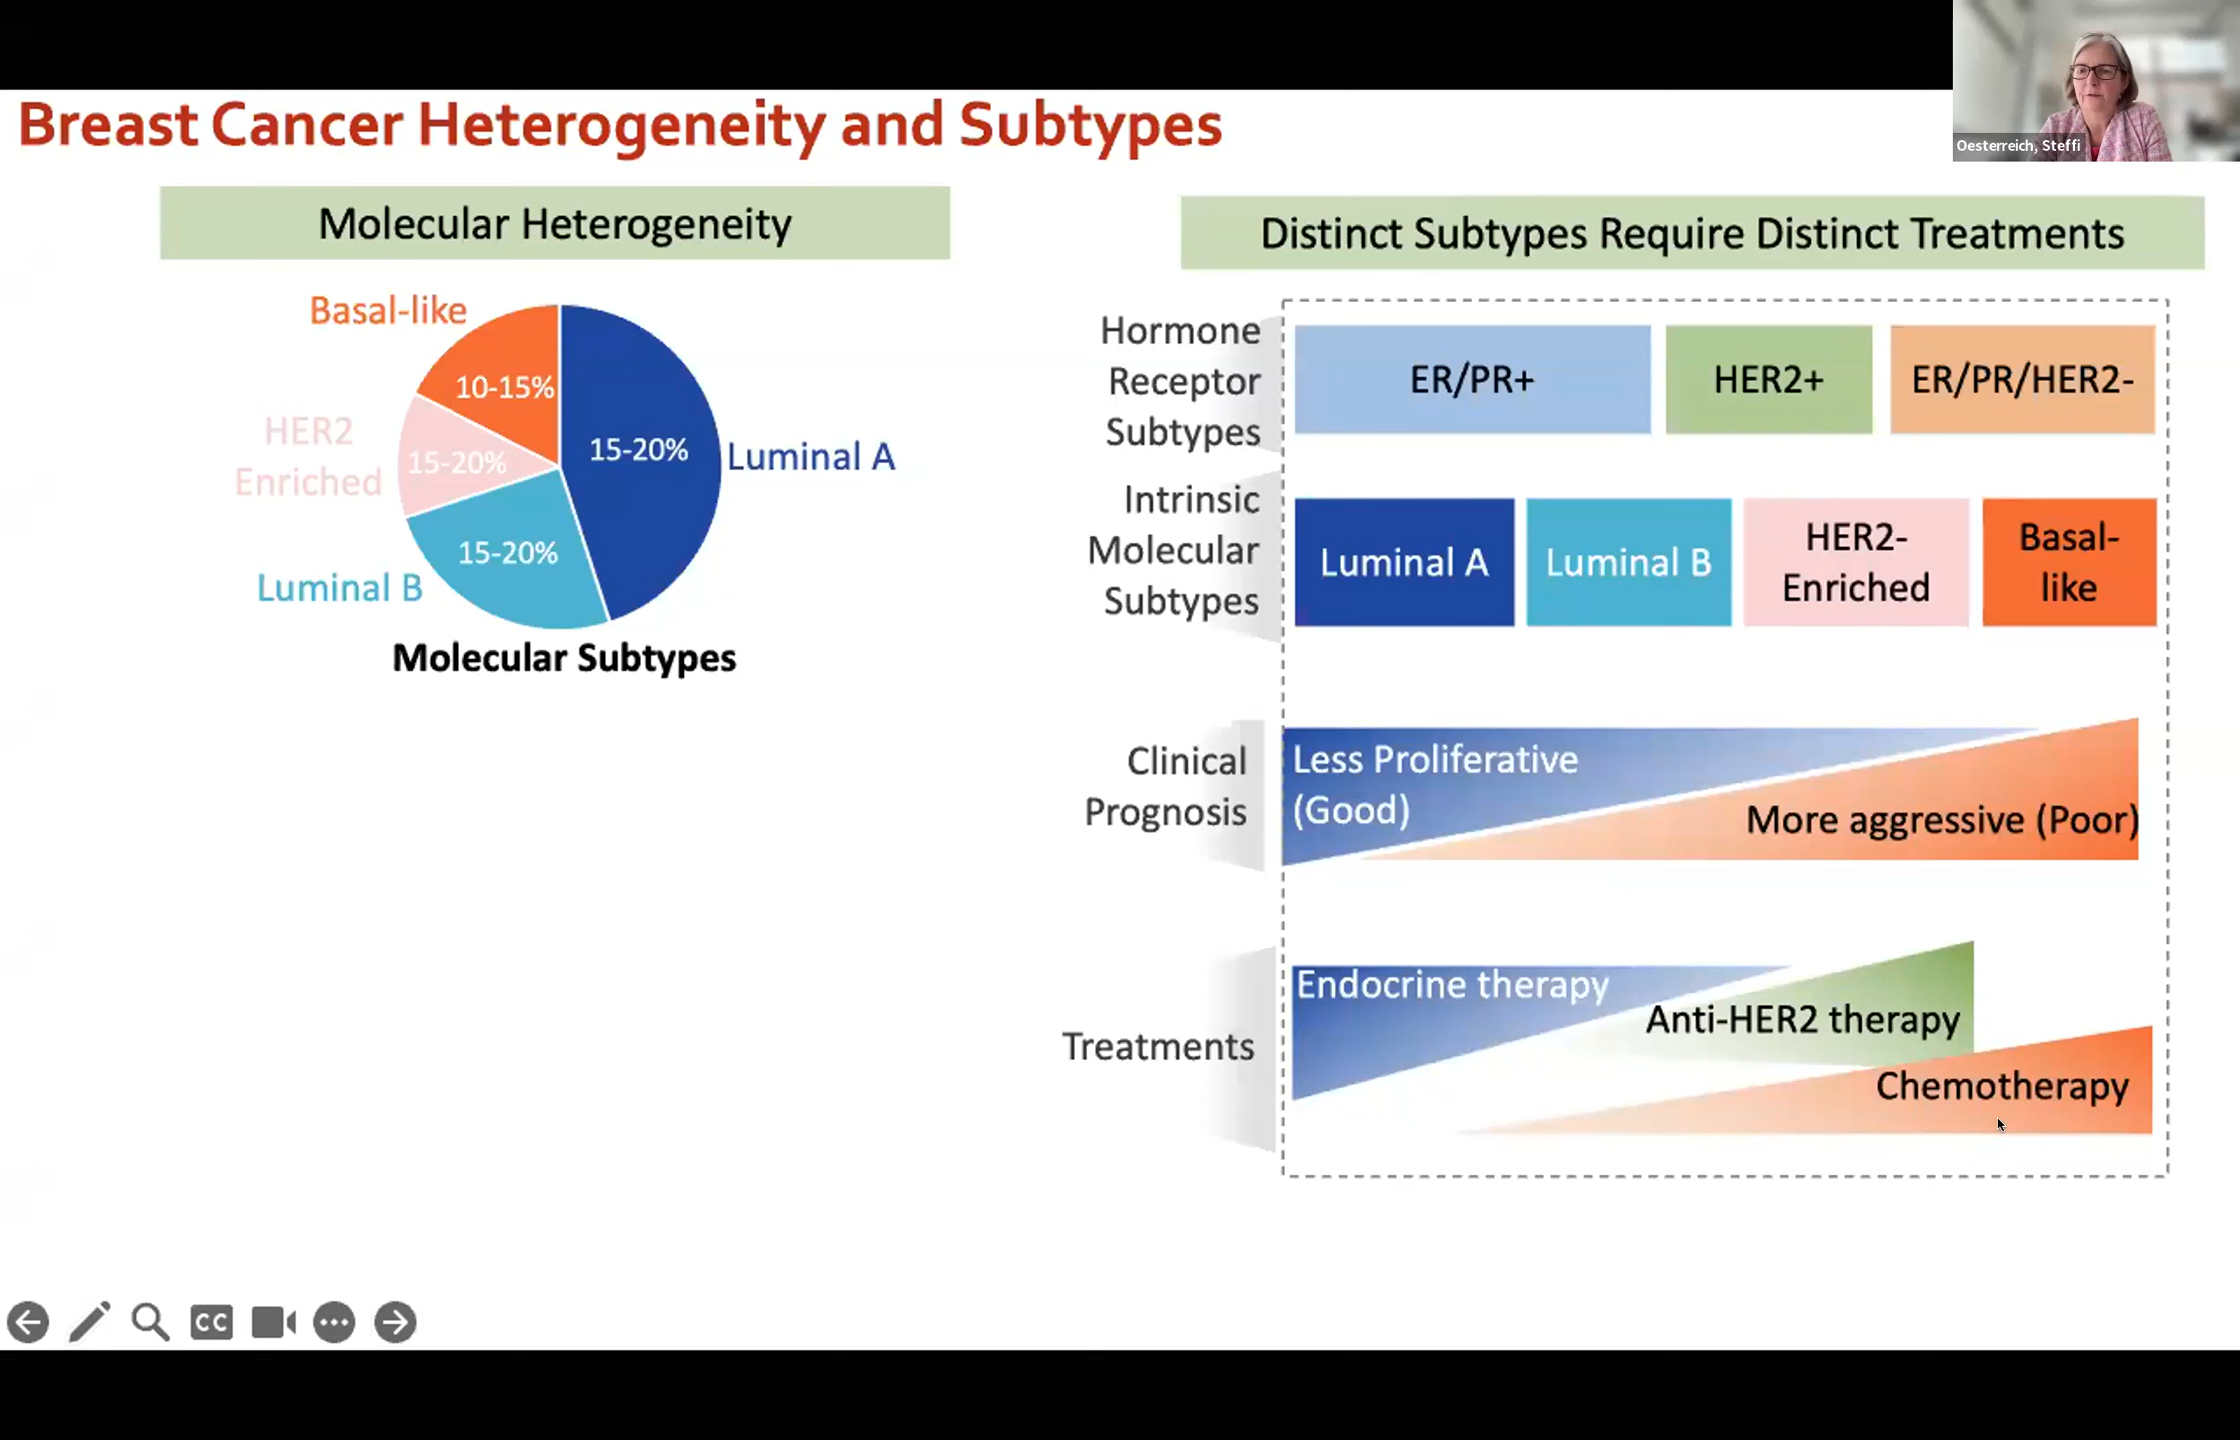 Breast Cancer Heterogeneity and Subtypes
Oesterreich, Steffi
Molecular Heterogeneity
Basal-like
10-15%
HER2
Enriched
15-20%
15-20%
Luminal A
15-20%
Luminal B
Molecular Subtypes
Distinct Subtypes Require Distinct Treatments
Hormone
Receptor
Subtypes
ER/PR+
HER2+
ER/PR/HER2-
Intrinsic
Molecular
Subtypes
Luminal A
Luminal B
HER2-
Enriched
Basal-
like
Clinical
Prognosis
Less Proliferative
(Good)
More aggressive (Poor)
Treatments
Endocrine therapy
Anti-HER2 therapy
Chemotherapy
CC